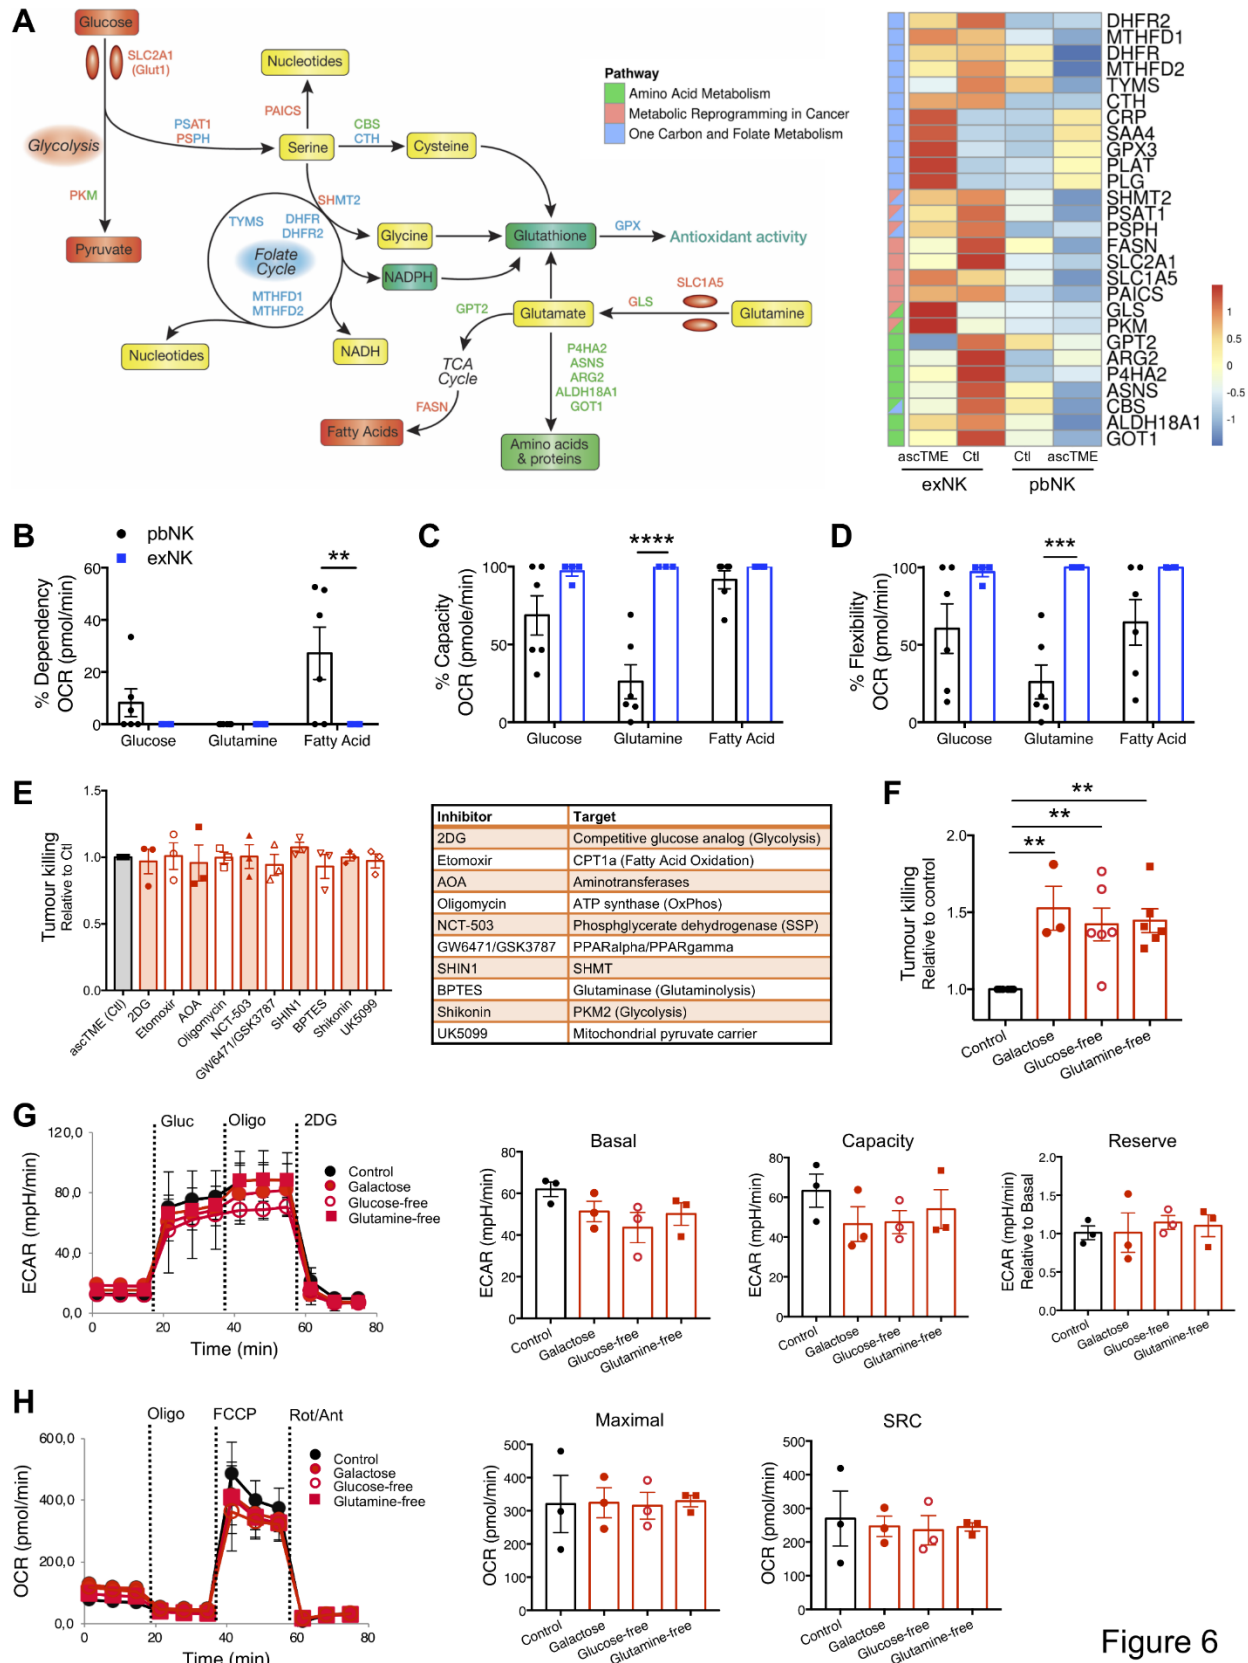 A
Glucose
SLC2A1
(Glut1)
Glycolysis
PKM
Pyruvate
PSAT1
PSPH
Nucleotides
PAICS
Serine
CBS
CTH
Cysteine
SHMT2
TYMS
DHFR
DHFR2
Folate
Cycle
MTHFD1
MTHFD2
Glycine
NADPH
Glutathione
GPX
Antioxidant activity
Nucleotides
NADH
GPT2
Glutamate
GLS
SLC1A5
Glutamine
TCA
Cycle
FASN
Fatty Acids
P4HA2
ASNS
ARG2
ALDH18A1
GOT1
Amino acids
& proteins
Pathway
Amino Acid Metabolism
Metabolic Reprogramming in Cancer
One Carbon and Folate Metabolism
DHFR2
MTHFD1
DHFR
MTHFD2
TYMS
CTH
CRP
SAA4
GPX3
PLAT
PLG
SHMT2
PSAT1
PSPH
FASN
SLC2A1
SLC1A5
PAICS
GLS
PKM
GPT2
ARG2
P4HA2
ASNS
CBS
ALDH18A1
GOT1
1
0.5
0
-0.5
-1
-1.5
ascTME Ctl Ctl ascTME
exNK pbNK
B
pbNK
exNK
**
% Dependency
OCR (pmol/min)
60
40
20
0
Glucose Glutamine Fatty Acid
C
****
% Capacity
OCR (pmole/min)
100
50
0
Glucose Glutamine Fatty Acid
D
***
% Flexibility
OCR (pmol/min)
100
50
0
Glucose Glutamine Fatty Acid
E
Tumour killing
Relative to Ctl
1.5
1.0
0.5
0.0
ascTME (Ctl)
2DG
Etomoxir
AOA
Oligomycin
NCT-503
GW6471/GSK3787
SHIN1
BPTES
Shikonin
UK5099
Inhibitor Target
2DG Competitive glucose analog (Glycolysis)
Etomoxir CPT1a (Fatty Acid Oxidation)
AOA Aminotransferases
Oligomycin ATP synthase (OxPhos)
NCT-503 Phosphglycerate dehydrogenase (SSP)
GW6471/GSK3787 PPARalpha/PPARgamma
SHIN1 SHMT
BPTES Glutaminase (Glutaminolysis)
Shikonin PKM2 (Glycolysis)
UK5099 Mitochondrial pyruvate carrier
F
**
**
**
Tumour killing
Relative to control
2.0
1.5
1.0
Control
Galactose
Glucose-free
Glutamine-free
G
Gluc Oligo 2DG
ECAR (mpH/min)
120,0
80,0
40,0
0,0
0 20 40 60 80
Time (min)
Control
Galactose
Glucose-free
Glutamine-free
Basal
ECAR (mpH/min)
80
60
40
20
0
Control
Galactose
Glucose-free
Glutamine-free
Capacity
ECAR (mpH/min)
80
60
40
20
0
Control
Galactose
Glucose-free
Glutamine-free
Reserve
ECAR (mpH/min)
Relative to Basal
2.0
1.5
1.0
0.5
0.0
Control
Galactose
Glucose-free
Glutamine-free
H
Oligo FCCP Rot/Ant
OCR (pmol/min)
600,0
400,0
200,0
0,0
0 20 40 60 80
Time (min)
Control
Galactose
Glucose-free
Glutamine-free
Maximal
OCR (pmol/min)
500
400
300
200
100
0
Control
Galactose
Glucose-free
Glutamine-free
SRC
OCR (pmol/min)
500
400
300
200
100
0
Control
Galactose
Glucose-free
Glutamine-free
Figure 6